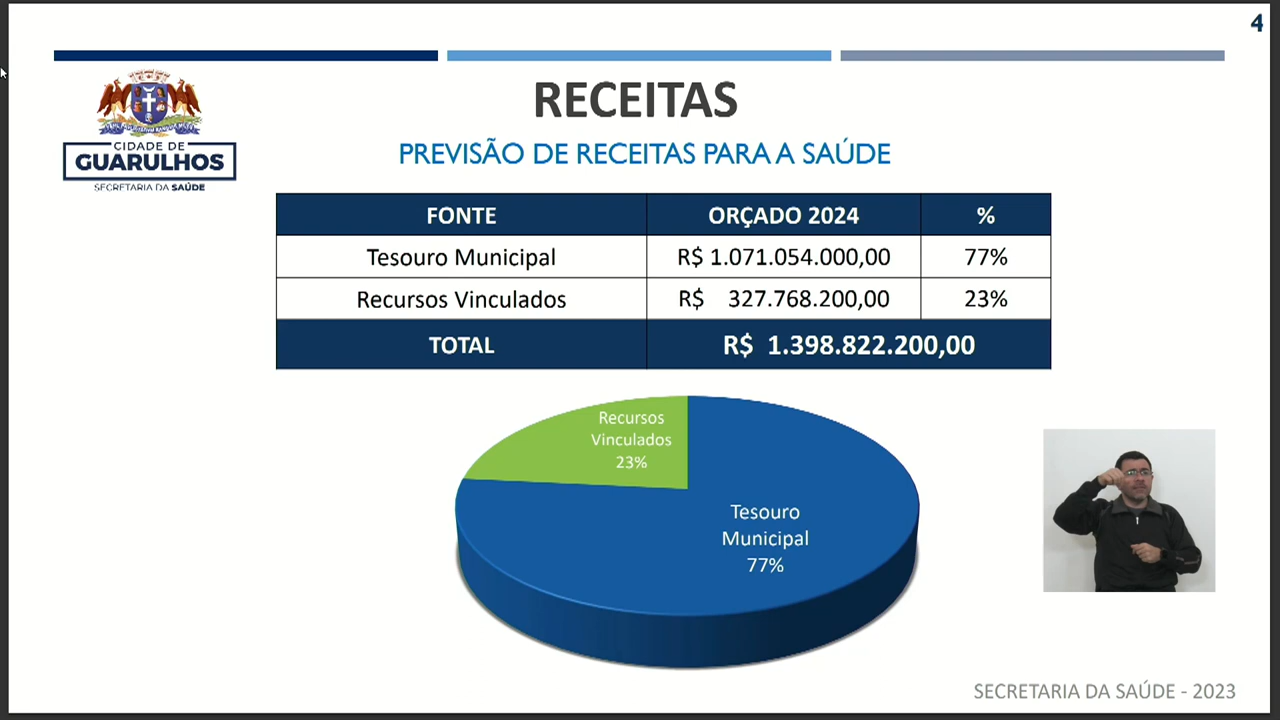 4
CIDADE DE
GUARULHOS
SECRETARIA DA SAÚDE
RECEITAS
PREVISÃO DE RECEITAS PARA A SAÚDE
FONTE ORÇADO 2024 %
Tesouro Municipal R$ 1.071.054.000,00 77%
Recursos Vinculados R$ 327.768.200,00 23%
TOTAL R$ 1.398.822.200,00
Recursos
Vinculados
23%
Tesouro
Municipal
77%
SECRETARIA DA SAÚDE - 2023